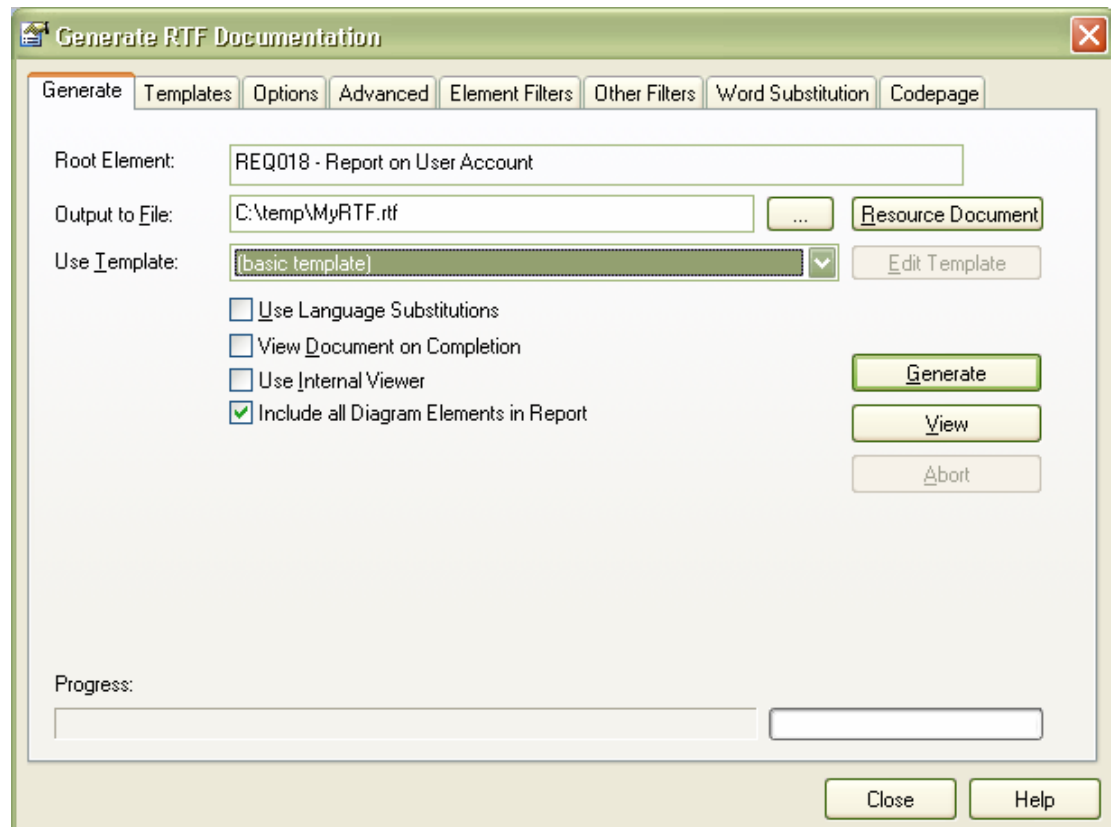 Generate RTF Documentation
Generate Templates Options Advanced Element Filters Other Filters Word Substitution Codepage
Root Element: REQ018 - Report on User Account
Output to File: C:\temp\MyRTF.rtf ... Resource Document
Use Template: (basic template) Edit Template
Use Language Substitutions
View Document on Completion
Use Internal Viewer Generate
Include all Diagram Elements in Report View
Abort
Progress:
Close Help